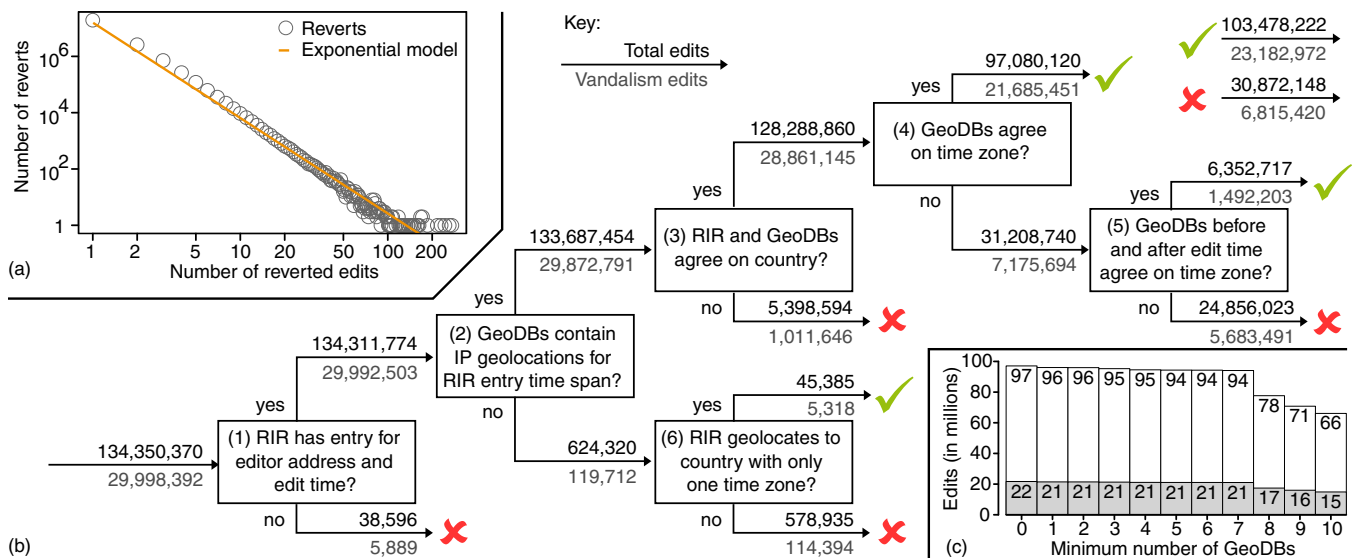 10^6
10^4
10^2
1
Number of reverts
Reverts
Exponential model
1 2 5 10 20 50 100 200
Number of reverted edits
(a)
Key:
Total edits
Vandalism edits
103,478,222
23,182,972
30,872,148
6,815,420
134,350,370
29,998,392
(1) RIR has entry for
editor address and
edit time?
yes
134,311,774
29,992,503
no
38,596
5,889
(2) GeoDBs contain
IP geolocations for
RIR entry time span?
yes
133,687,454
29,872,791
no
624,320
119,712
(3) RIR and GeoDBs
agree on country?
yes
128,288,860
28,861,145
no
5,398,594
1,011,646
(4) GeoDBs agree
on time zone?
yes
97,080,120
21,685,451
no
31,208,740
7,175,694
(5) GeoDBs before
and after edit time
agree on time zone?
yes
6,352,717
1,492,203
no
24,856,023
5,683,491
(6) RIR geolocates to
country with only
one time zone?
yes
45,385
5,318
no
578,935
114,394
(b)
Edits (in millions)
100
80
60
40
20
0
97 96 96 95 95 94 94 94 78 71 66
22 21 21 21 21 21 21 21 17 16 15
0 1 2 3 4 5 6 7 8 9 10
Minimum number of GeoDBs
(c)